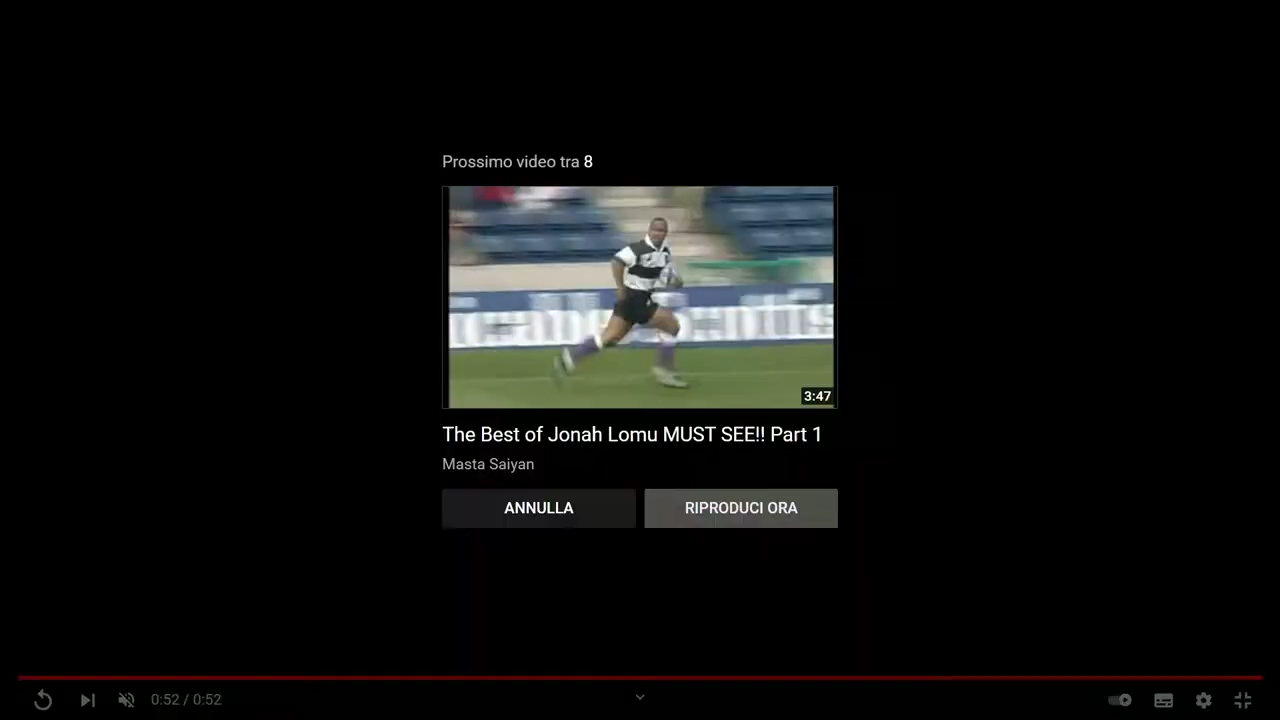 Prossimo video tra 8
3:47
The Best of Jonah Lomu MUST SEE!! Part 1
Masta Saiyan
ANNULLA
RIPRODUCI ORA
0:52 / 0:52